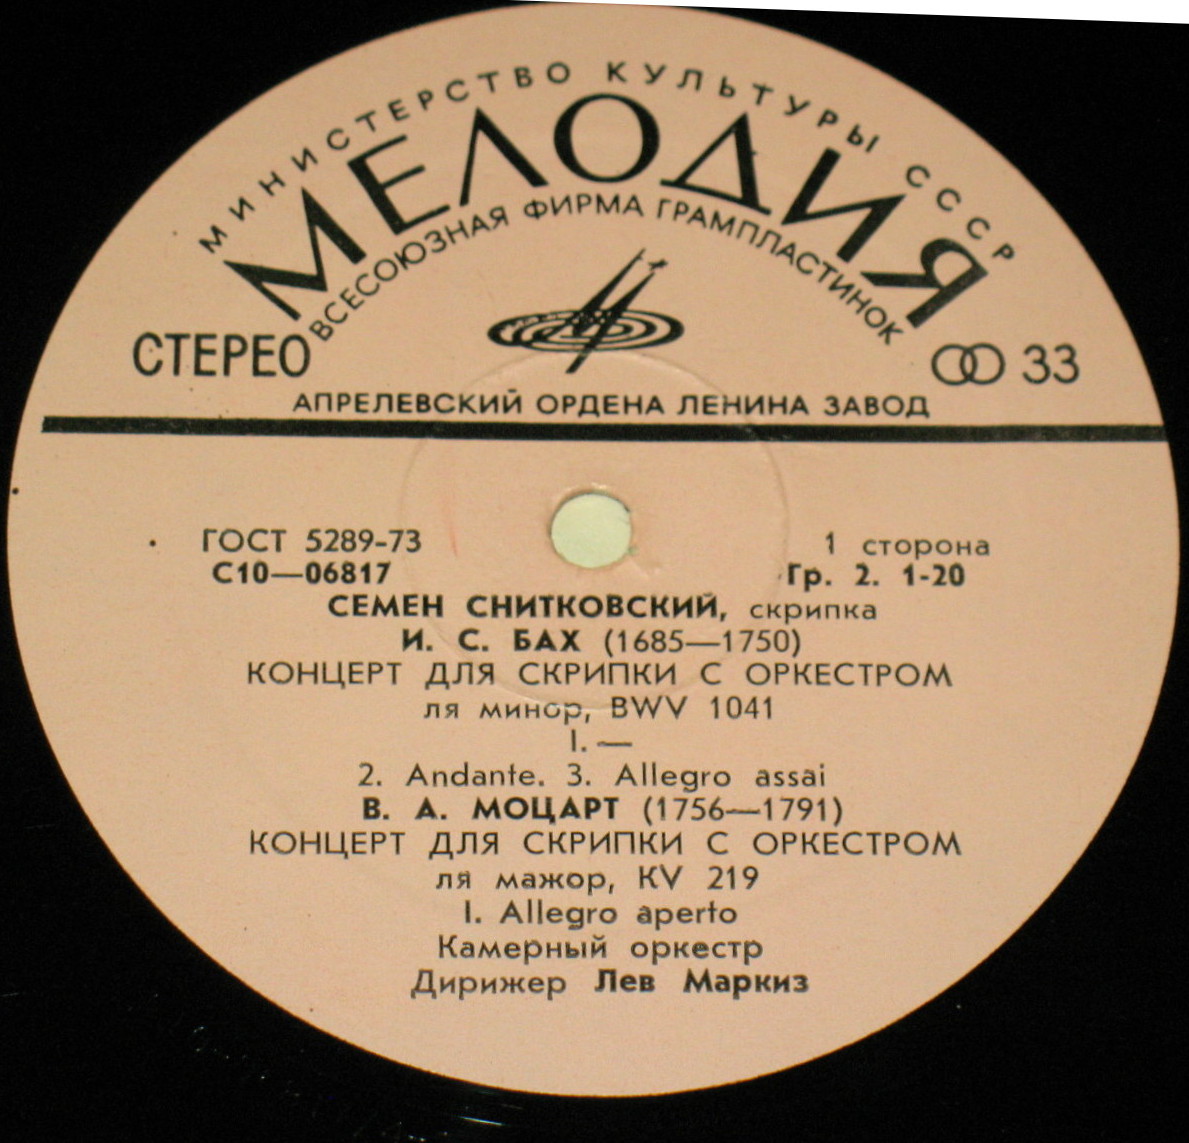 МИНИСТЕРСТВО КУЛЬТУРЫ СССР
МЕЛОДИЯ
ВСЕСОЮЗНАЯ ФИРМА ГРАМПЛАСТИНОК
СТЕРЕО
33
АПРЕЛЕВСКИЙ ОРДЕНА ЛЕНИНА ЗАВОД
ГОСТ 5289-73
1 сторона
С10—06817
Гр. 2. 1-20
СЕМЕН СНИТКОВСКИЙ, скрипка
И. С. БАХ (1685—1750)
КОНЦЕРТ ДЛЯ СКРИПКИ С ОРКЕСТРОМ
ля минор, BWV 1041
1. —
2. Andante. 3. Allegro assai
В. А. МОЦАРТ (1756—1791)
КОНЦЕРТ ДЛЯ СКРИПКИ С ОРКЕСТРОМ
ля мажор, KV 219
1. Allegro aperto
Камерный оркестр
Дирижер Лев Маркиз